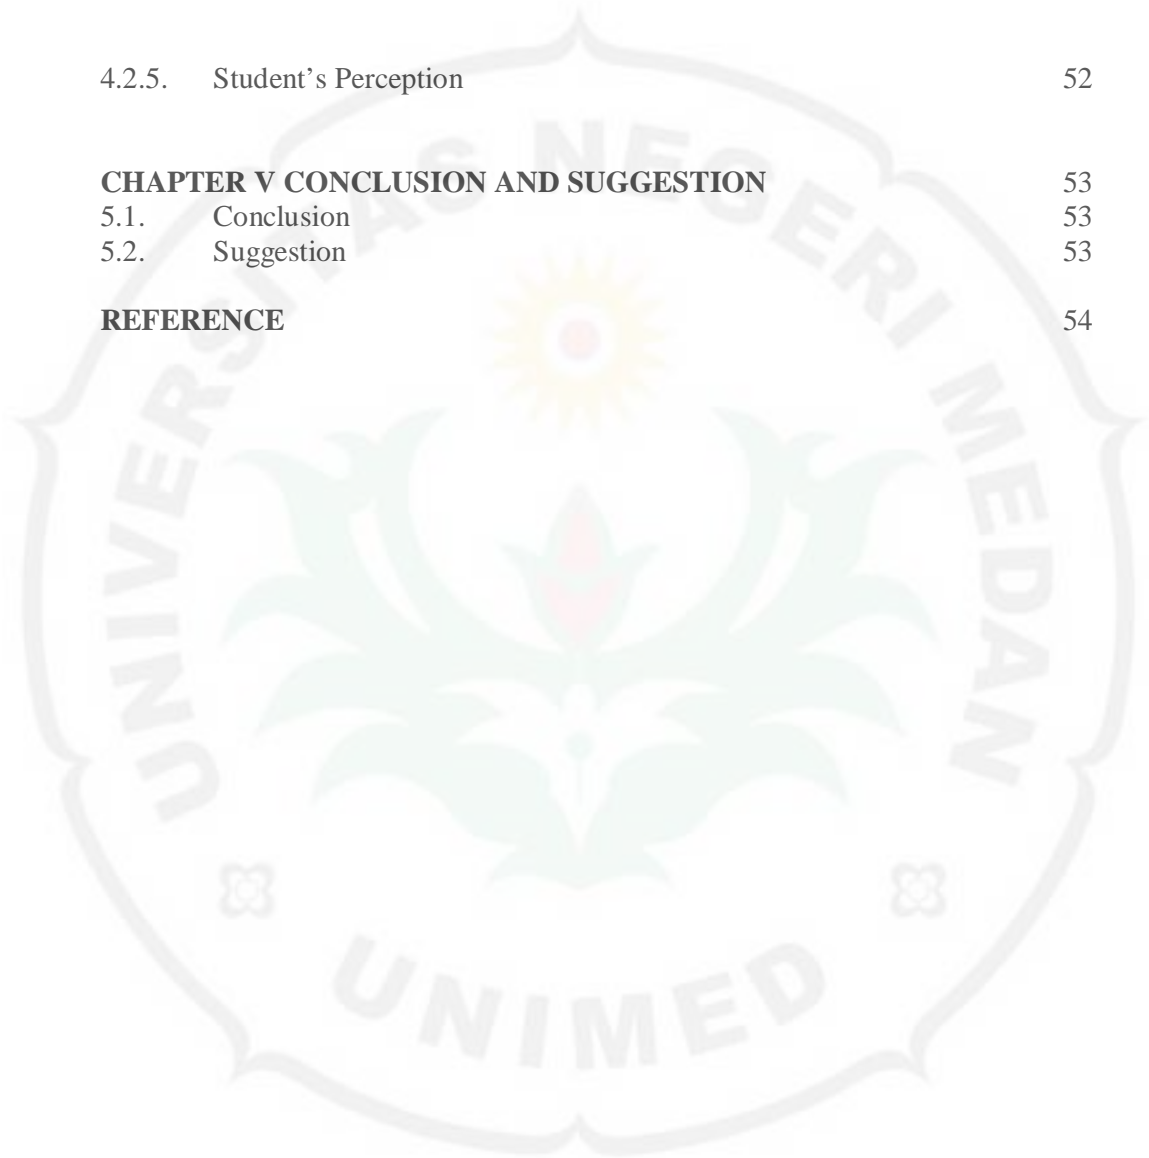 4.2.5. Student's Perception 52
CHAPTER V CONCLUSION AND SUGGESTION 53
5.1. Conclusion 53
5.2. Suggestion 53
REFERENCE 54
UNIVERSITAS NEGERI MEDAN
UNIMED